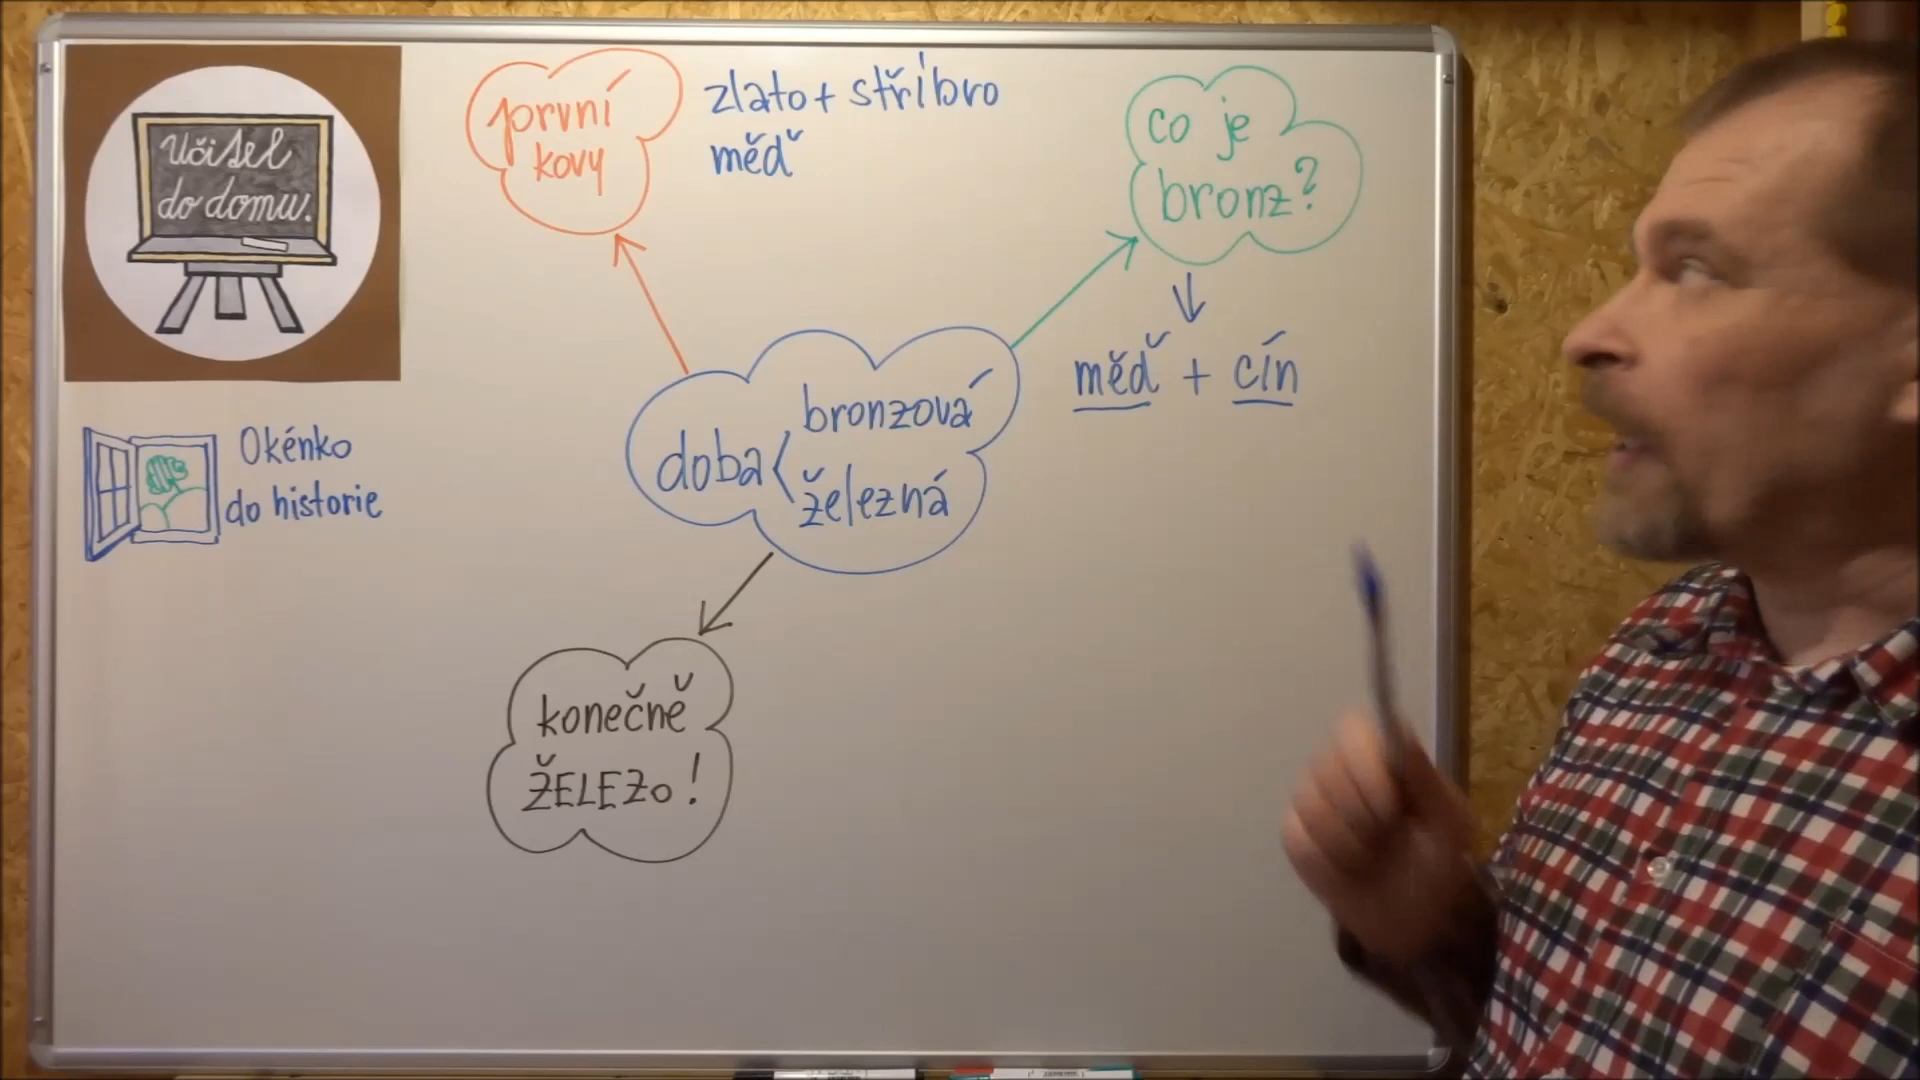 Učitel
do domu.
Okénko
do historie
první
kovy
zlato + stříbro
měď
co je
bronz?
měď + cín
bronzová
doba <
železná
konečně
ŽELEZO!